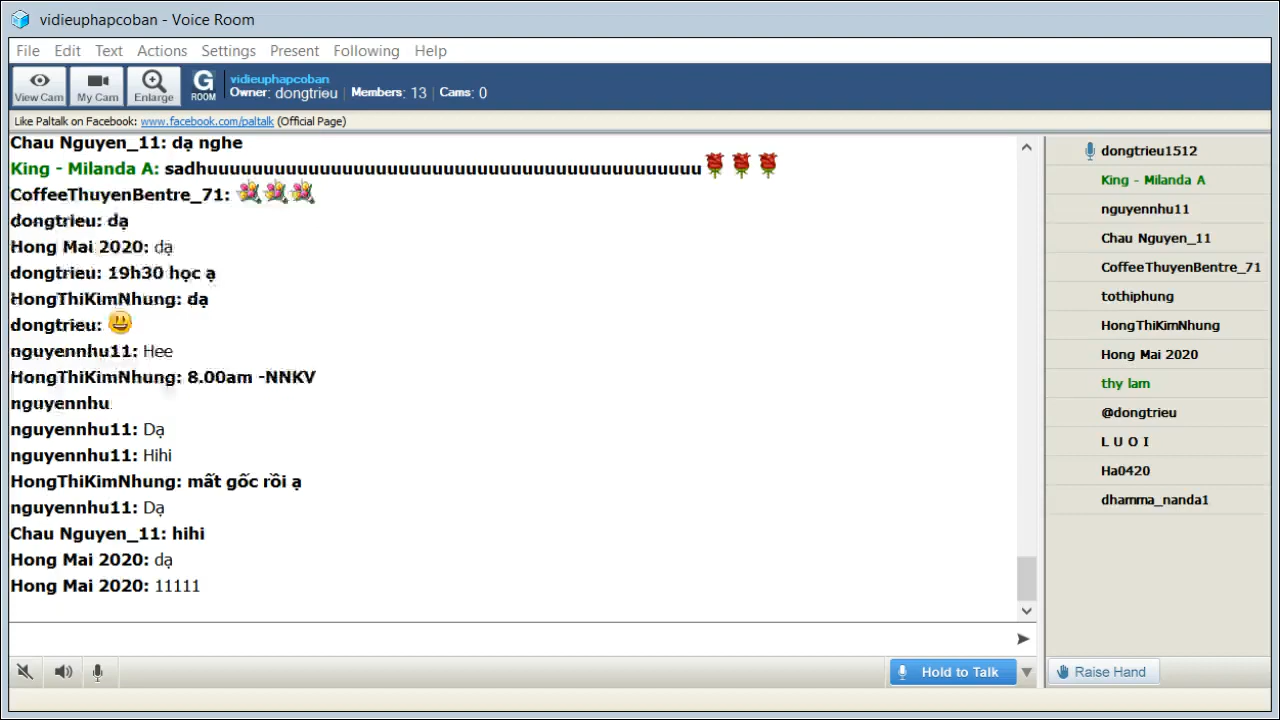 vidieuphapcoban - Voice Room
File Edit Text Actions Settings Present Following Help
View Cam My Cam Enlarge G ROOM vidieuphapcoban
Owner: dongtrieu Members: 13 Cams: 0
Like Paltalk on Facebook: www.facebook.com/paltalk (Official Page)
Chau Nguyen_11: dạ nghe
King - Milanda A: sadhuuuuuuuuuuuuuuuuuuuuuuuuuuuuuuuuuuuuuuuuuuuu
CoffeeThuyenBentre_71:
dongtrieu: dạ
Hong Mai 2020: dạ
dongtrieu: 19h30 học ạ
HongThiKimNhung: dạ
dongtrieu:
nguyennhu11: Hee
HongThiKimNhung: 8.00am -NNKV
nguyennhu
nguyennhu11: Dạ
nguyennhu11: Hihi
HongThiKimNhung: mất gốc rồi ạ
nguyennhu11: Dạ
Chau Nguyen_11: hihi
Hong Mai 2020: dạ
Hong Mai 2020: 11111
Hold to Talk
dongtrieu1512
King - Milanda A
nguyennhu11
Chau Nguyen_11
CoffeeThuyenBentre_71
tothiphung
HongThiKimNhung
Hong Mai 2020
thy lam
@dongtrieu
L U O I
Ha0420
dhamma_nanda1
Raise Hand